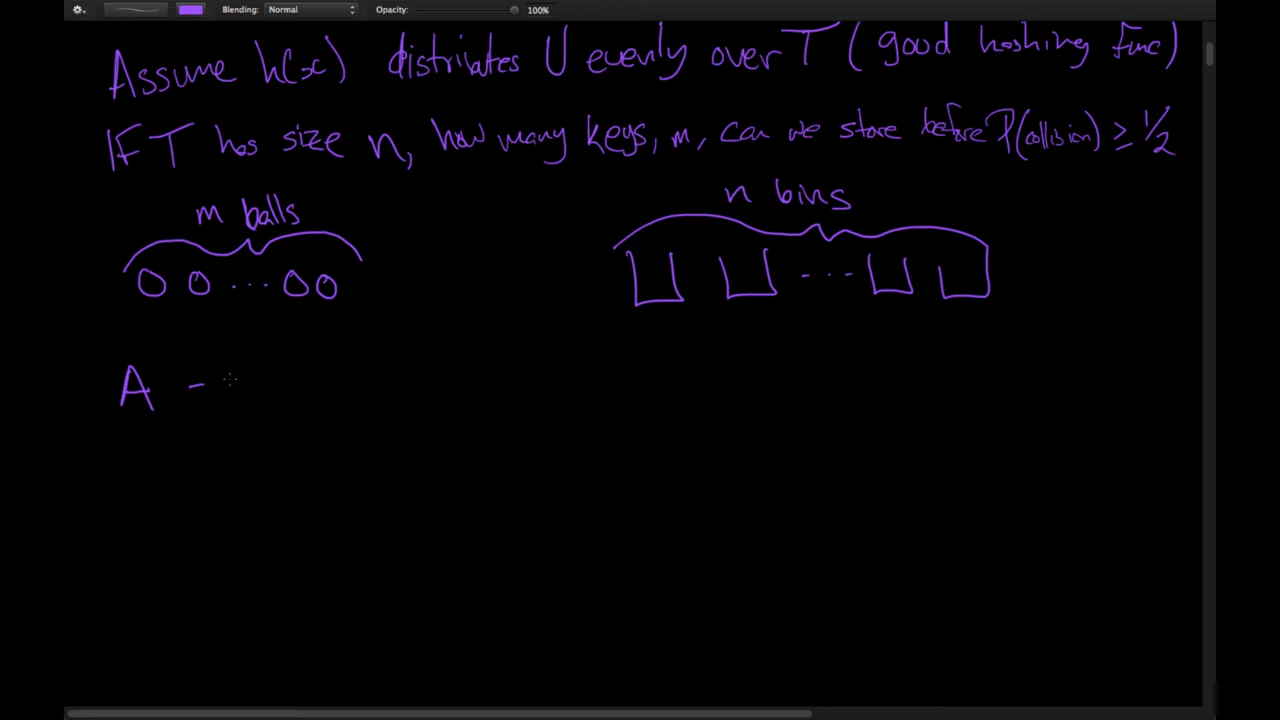 Blending: Normal Opacity: 100%
Assume h(x) distributes U evenly over T (good hashing func)
IF T has size n, how many keys, m, can we store before P(collision) ≥ 1/2
m balls
n bins
A -